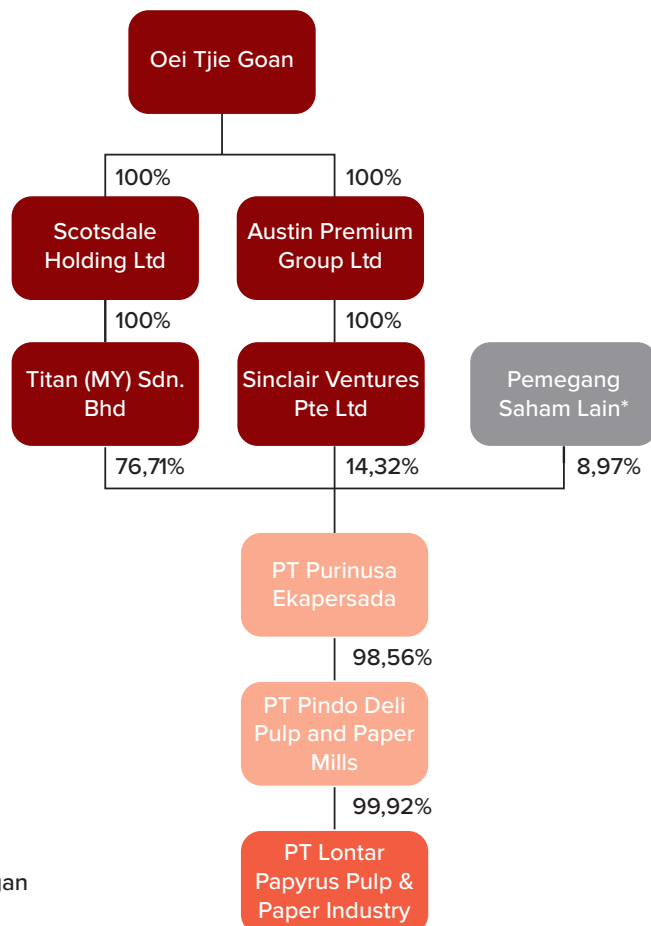 Oei Tjie Goan
100%
100%
Scotsdale
Holding Ltd
Austin Premium
Group Ltd
100%
100%
Titan (MY) Sdn.
Bhd
Sinclair Ventures
Pte Ltd
Pemegang
Saham Lain*
76,71%
14,32%
8,97%
PT Purinusa
Ekapersada
98,56%
PT Pindo Deli
Pulp and Paper
Mills
99,92%
PT Lontar
Papyrus Pulp &
Paper Industry